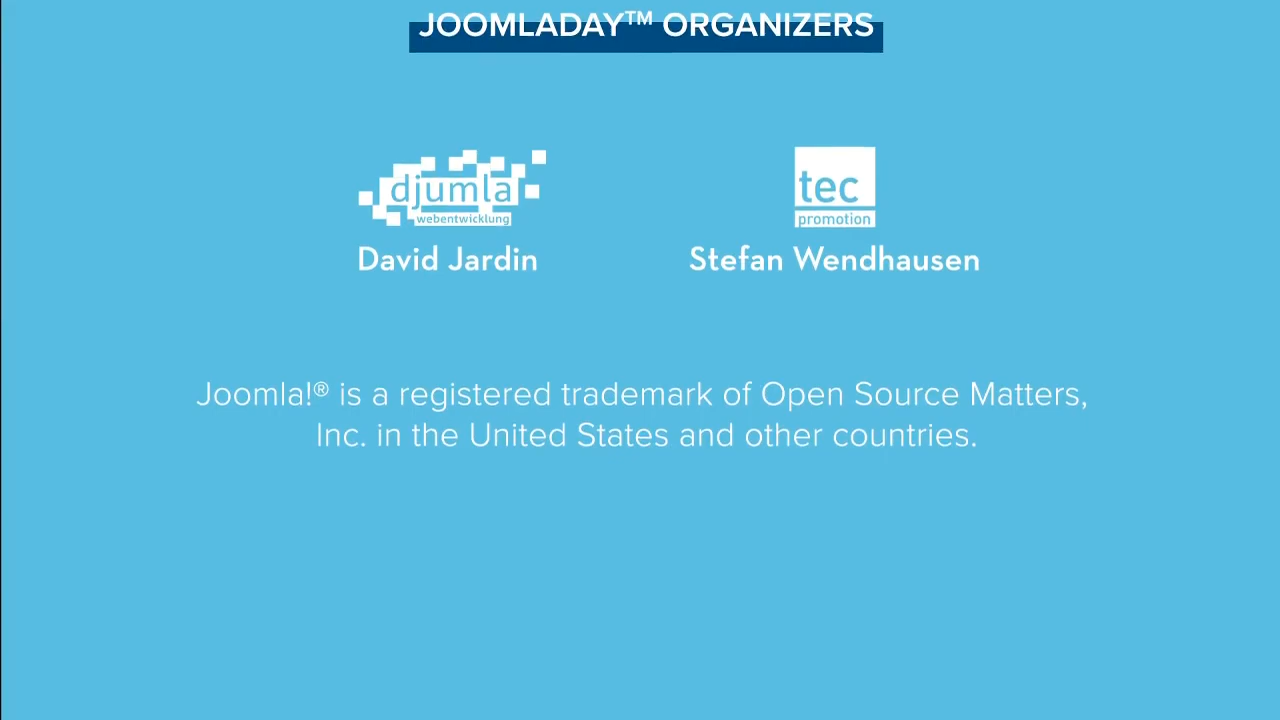 JOOMLADAY™ ORGANIZERS
djumla
webentwicklung
David Jardin
tec
promotion
Stefan Wendhausen
Joomla!® is a registered trademark of Open Source Matters,
Inc. in the United States and other countries.